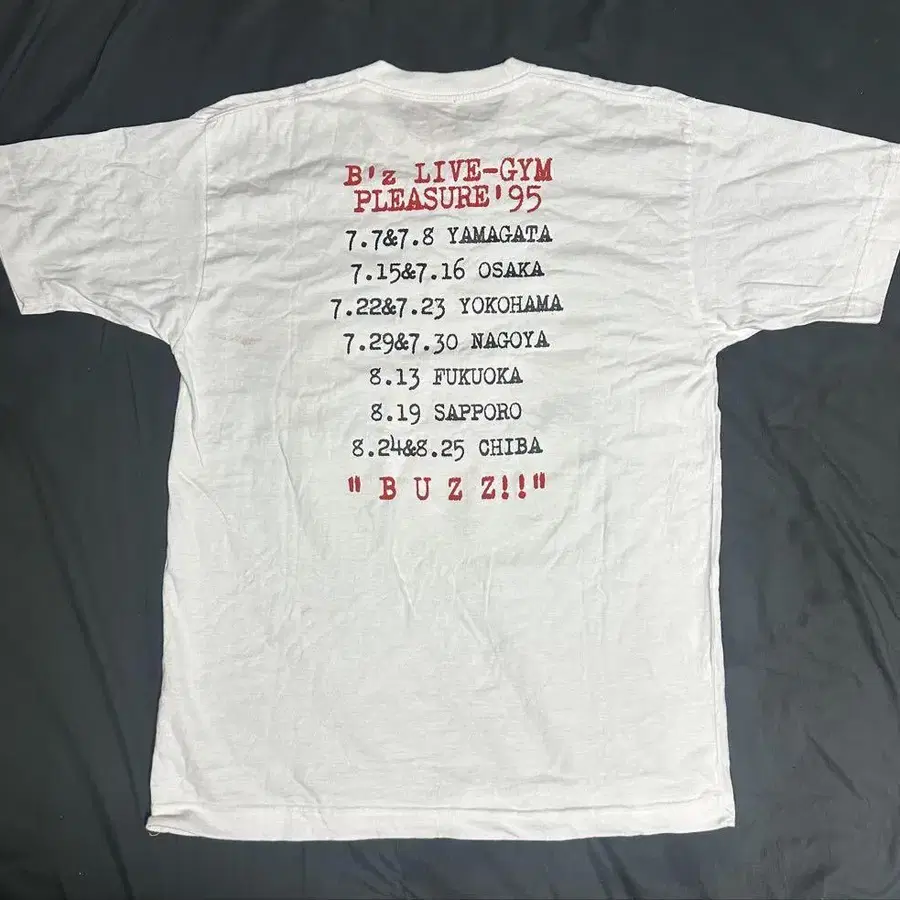 B'z LIVE-GYM
PLEASURE'95
7.7&7.8 YAMAGATA
7.15&7.16 OSAKA
7.22&7.23 YOKOHAMA
7.29&7.30 NAGOYA
8.13 FUKUOKA
8.19 SAPPORO
8.24&8.25 CHIBA
"BUZZ!!"